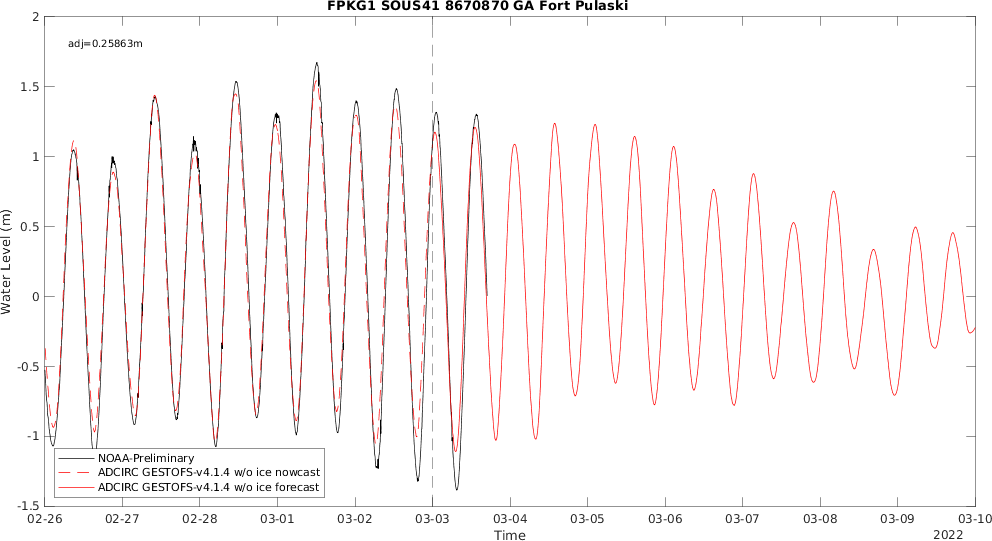 FPKG1 SOUS41 8670870 GA Fort Pulaski
adj=0.25863m
2
1.5
1
0.5
0
-0.5
-1
-1.5
Water Level (m)
NOAA-Preliminary
ADCIRC GESTOFS-v4.1.4 w/o ice nowcast
ADCIRC GESTOFS-v4.1.4 w/o ice forecast
02-26 02-27 02-28 03-01 03-02 03-03 03-04 03-05 03-06 03-07 03-08 03-09 03-10
Time
2022